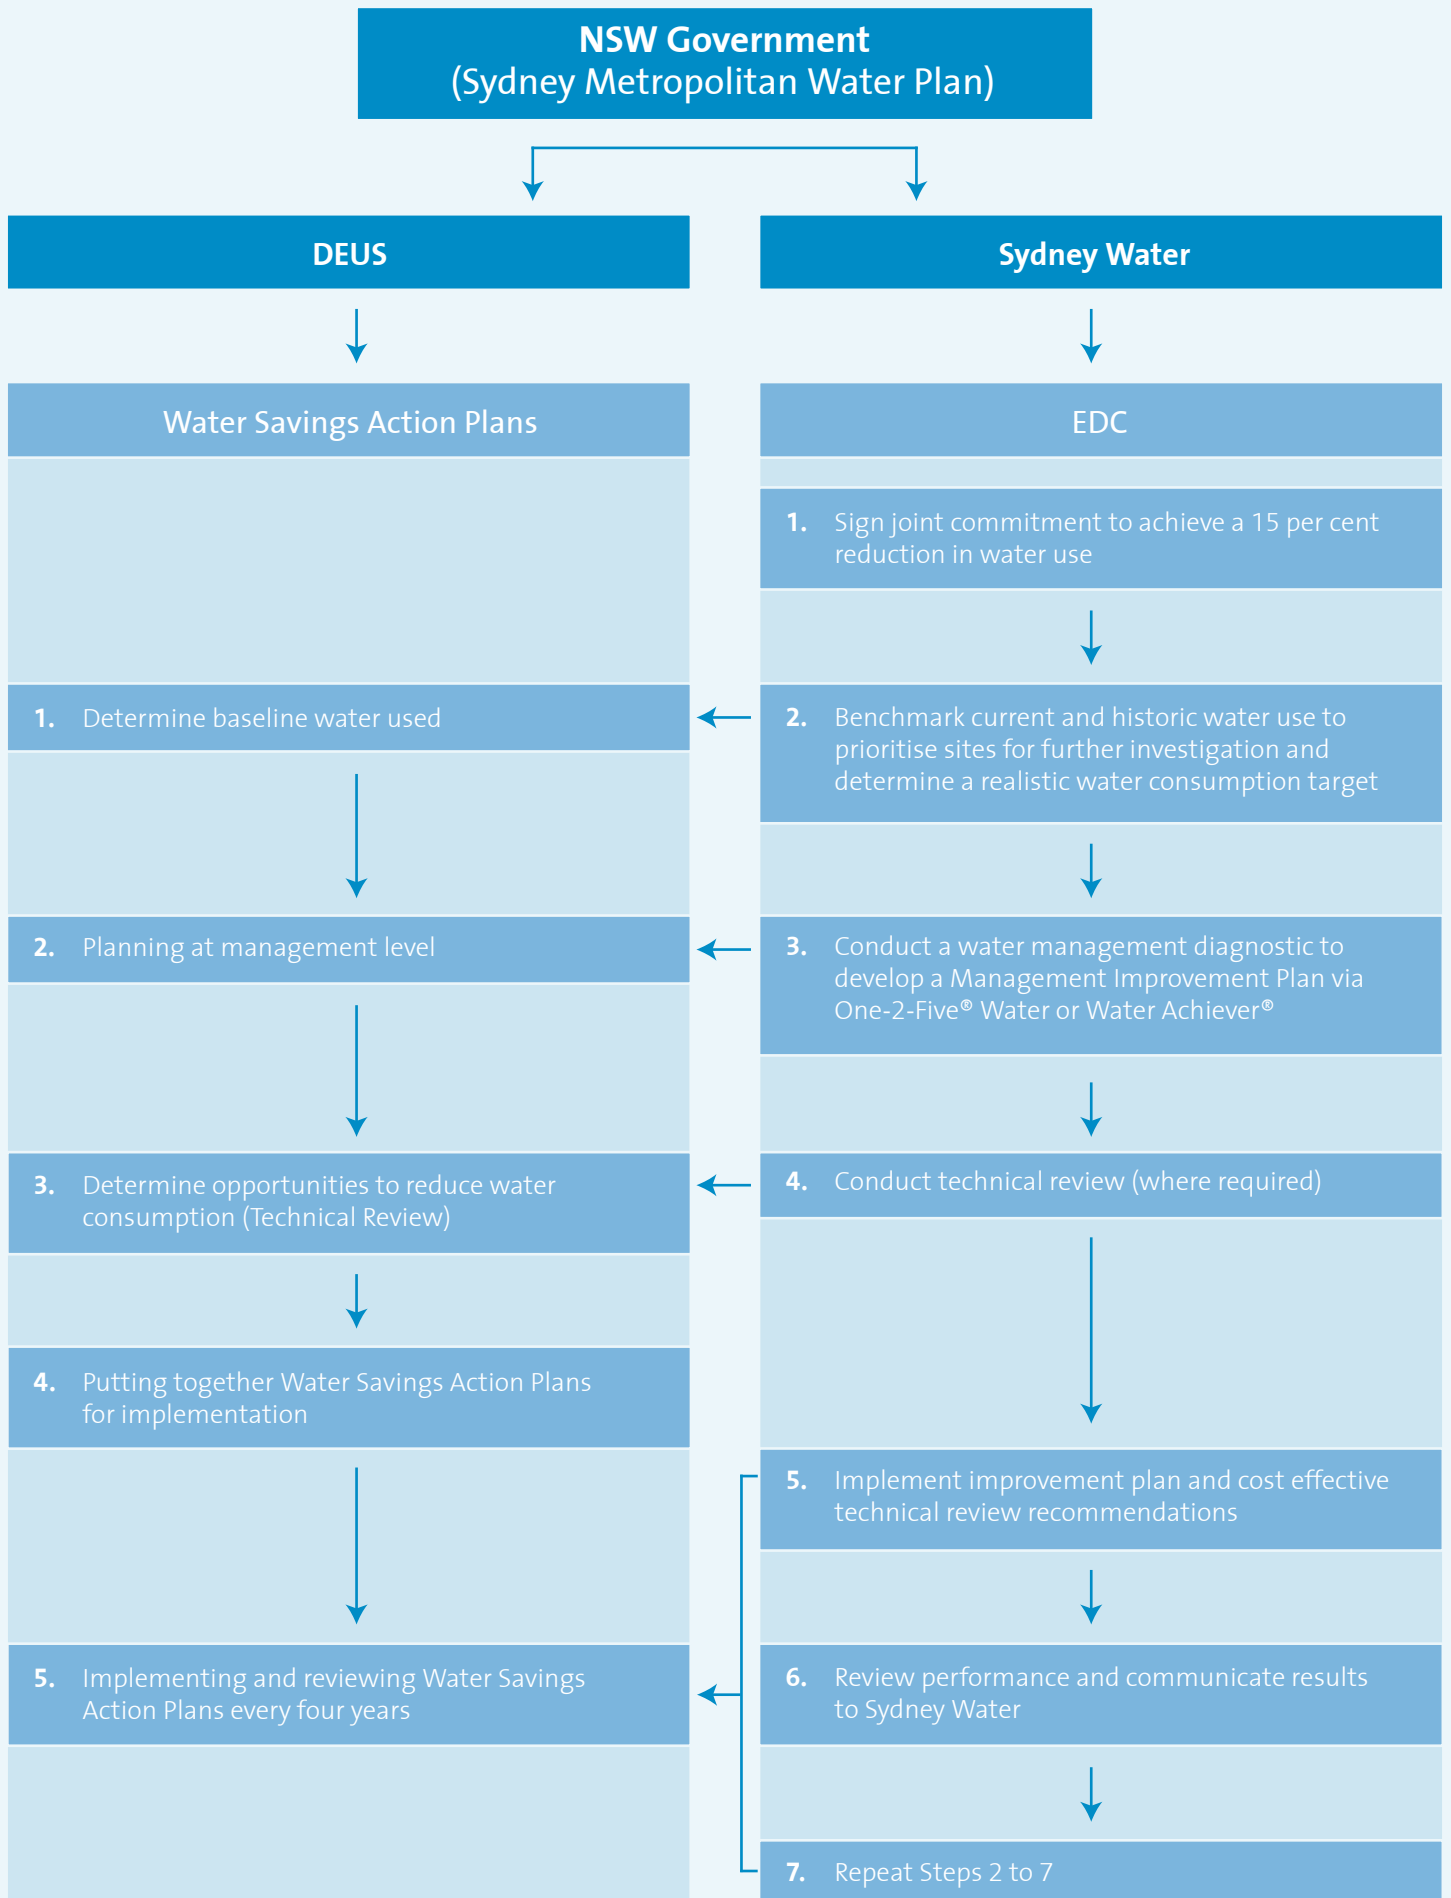 NSW Government
(Sydney Metropolitan Water Plan)
DEUS
Water Savings Action Plans
1. Determine baseline water used
2. Planning at management level
3. Determine opportunities to reduce water
consumption (Technical Review)
4. Putting together Water Savings Action Plans
for implementation
5. Implementing and reviewing Water Savings
Action Plans every four years
Sydney Water
EDC
1. Sign joint commitment to achieve a 15 per cent
reduction in water use
2. Benchmark current and historic water use to
prioritise sites for further investigation and
determine a realistic water consumption target
3. Conduct a water management diagnostic to
develop a Management Improvement Plan via
One-2-Five® Water or Water Achiever®
4. Conduct technical review (where required)
5. Implement improvement plan and cost effective
technical review recommendations
6. Review performance and communicate results
to Sydney Water
7. Repeat Steps 2 to 7